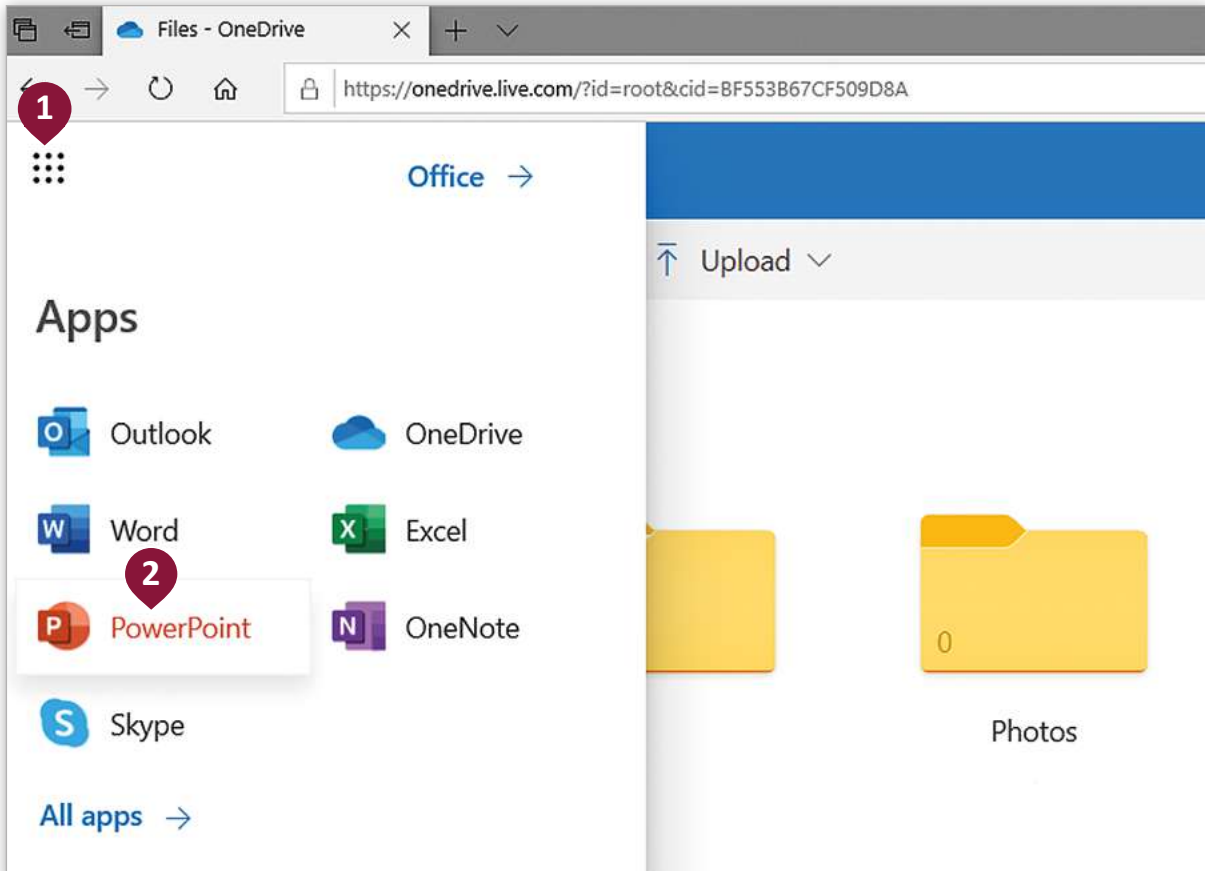 Files - OneDrive
https://onedrive.live.com/?id=root&cid=BF553B67CF509D8A
1
Office
Upload
Apps
O Outlook
OneDrive
W Word
X Excel
2
P PowerPoint
N OneNote
0
S Skype
Photos
All apps